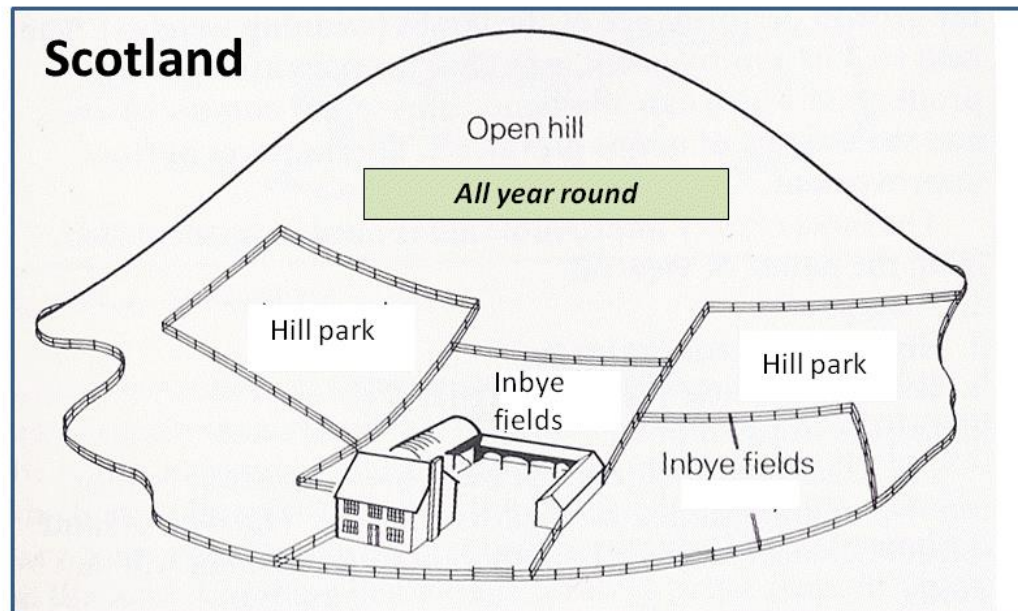 Scotland
Open hill
All year round
Hill park
Hill park
Inbye
fields
Inbye fields